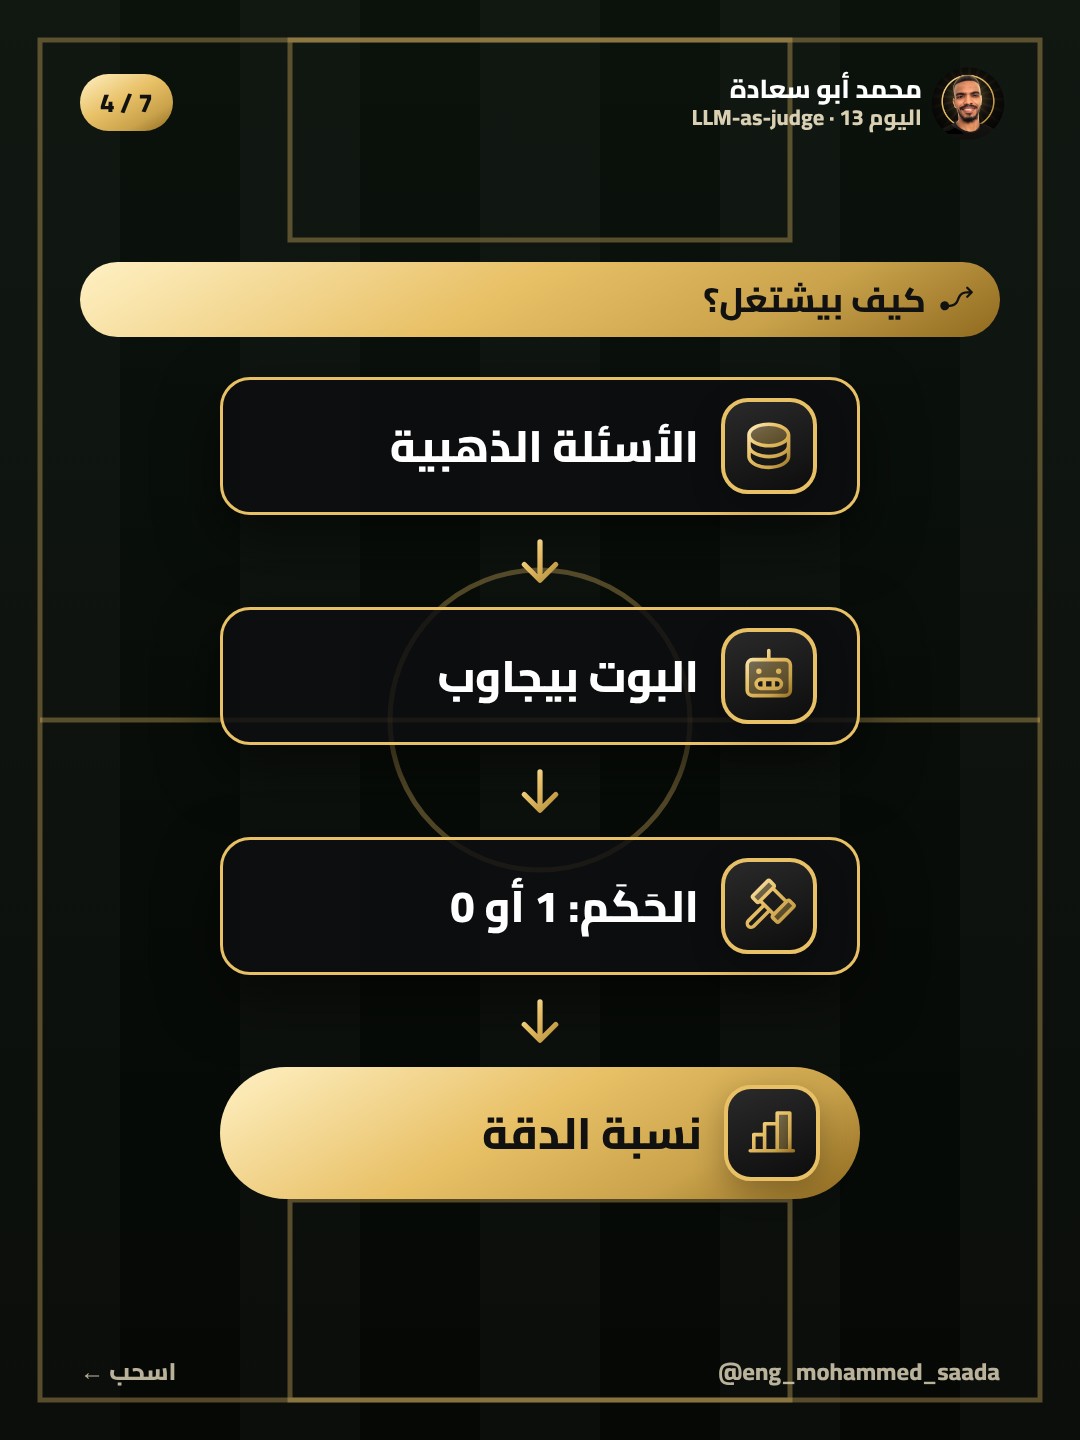 محمد أبو سعادة
اليوم 13 · LLM-as-judge
4 / 7
كيف بيشتغل؟
الأسئلة الذهبية
البوت بيجاوب
الحَكَم: 1 أو 0
نسبة الدقة
@eng_mohammed_saada
اسحب ←